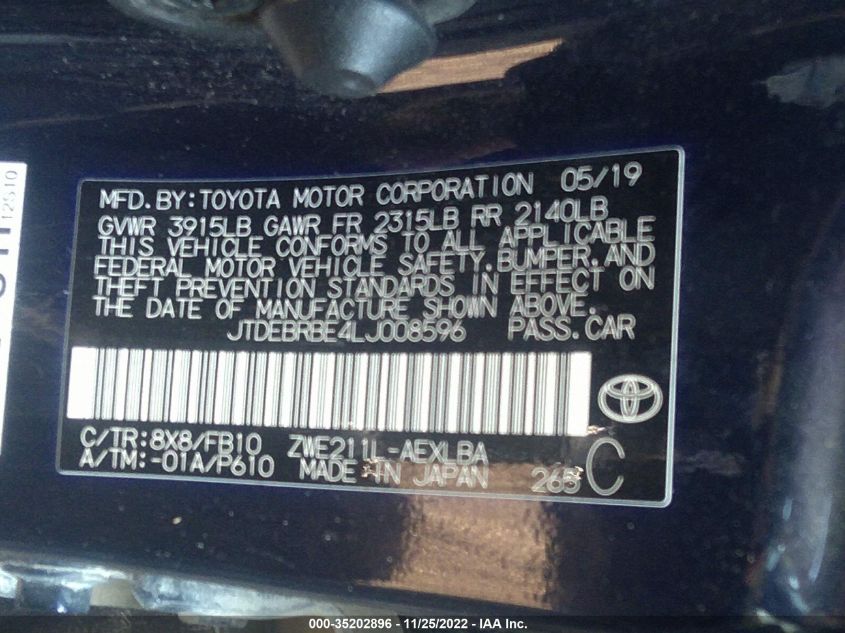 MFD. BY: TOYOTA MOTOR CORPORATION 05/19
GVWR 3915LB GAWR FR 2315LB RR 2140LB
THIS VEHICLE CONFORMS TO ALL APPLICABLE
FEDERAL MOTOR VEHICLE SAFETY, BUMPER, AND
THEFT PREVENTION STANDARDS IN EFFECT ON
THE DATE OF MANUFACTURE SHOWN ABOVE.
JTDEBRBE4LJ008596 PASS. CAR
C/TR: 8X8/FB10 ZWE211L-AEXLBA
A/TM: -01A/P610 MADE IN JAPAN 265 C
12S10
000-35202896 - 11/25/2022 - IAA Inc.